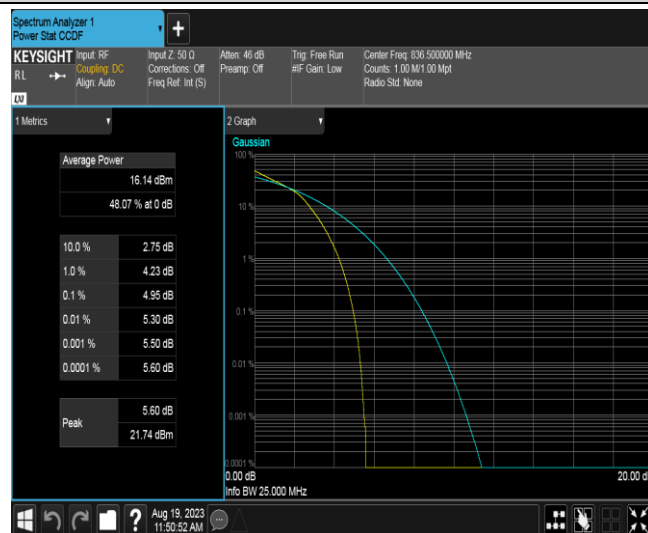 Spectrum Analyzer 1
Power Stat CCDF
+
KEYSIGHT
RL
LXI
Input: RF
Coupling: DC
Align: Auto
Input Z: 50 Ω
Corrections: Off
Freq Ref: Int (S)
Atten: 46 dB
Preamp: Off
Trig: Free Run
#IF Gain: Low
Center Freq: 836.500000 MHz
Counts: 1.00 M/1.00 Mpt
Radio Std: None
1 Metrics
Average Power
16.14 dBm
48.07 % at 0 dB
10.0 % 2.75 dB
1.0 % 4.23 dB
0.1 % 4.95 dB
0.01 % 5.30 dB
0.001 % 5.50 dB
0.0001 % 5.60 dB
Peak
5.60 dB
21.74 dBm
2 Graph
Gaussian
100 %
10 %
1 %
0.1 %
0.01 %
0.001 %
0.0001 %
0.00 dB
20.00 d
Info BW 25.000 MHz
?
Aug 19, 2023
11:50:52 AM